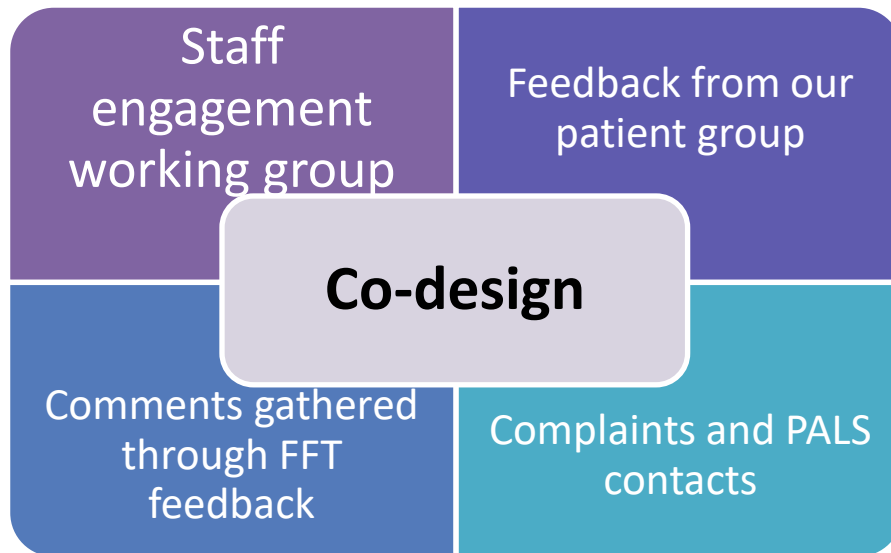 Staff
engagement
working group
Feedback from our
patient group
Co-design
Comments gathered
through FFT
feedback
Complaints and PALS
contacts